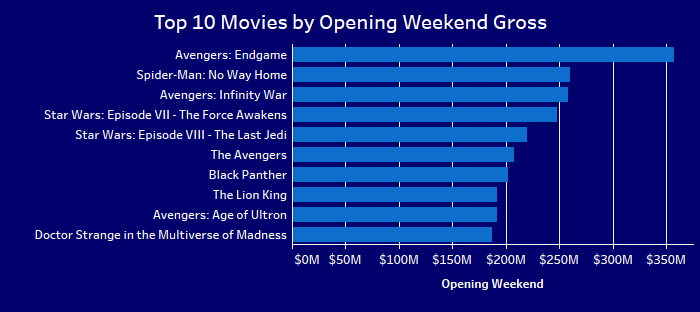 Top 10 Movies by Opening Weekend Gross
Avengers: Endgame
Spider-Man: No Way Home
Avengers: Infinity War
Star Wars: Episode VII - The Force Awakens
Star Wars: Episode VIII - The Last Jedi
The Avengers
Black Panther
The Lion King
Avengers: Age of Ultron
Doctor Strange in the Multiverse of Madness
$0M $50M $100M $150M $200M $250M $300M $350M
Opening Weekend